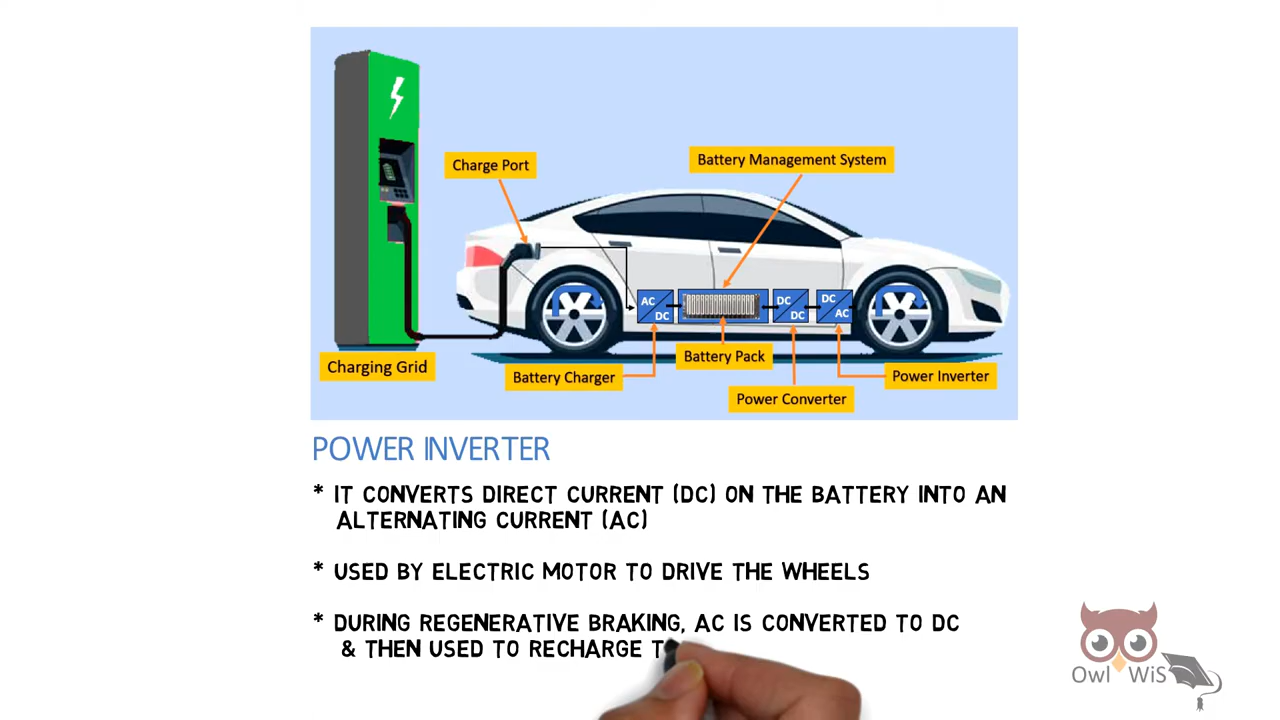 Charge Port
Battery Management System
AC
DC
DC
DC
DC
AC
Charging Grid
Battery Charger
Battery Pack
Power Converter
Power Inverter
POWER INVERTER
* IT CONVERTS DIRECT CURRENT (DC) ON THE BATTERY INTO AN
ALTERNATING CURRENT (AC)
* USED BY ELECTRIC MOTOR TO DRIVE THE WHEELS
* DURING REGENERATIVE BRAKING, AC IS CONVERTED TO DC
& THEN USED TO RECHARGE T
Owl WiS